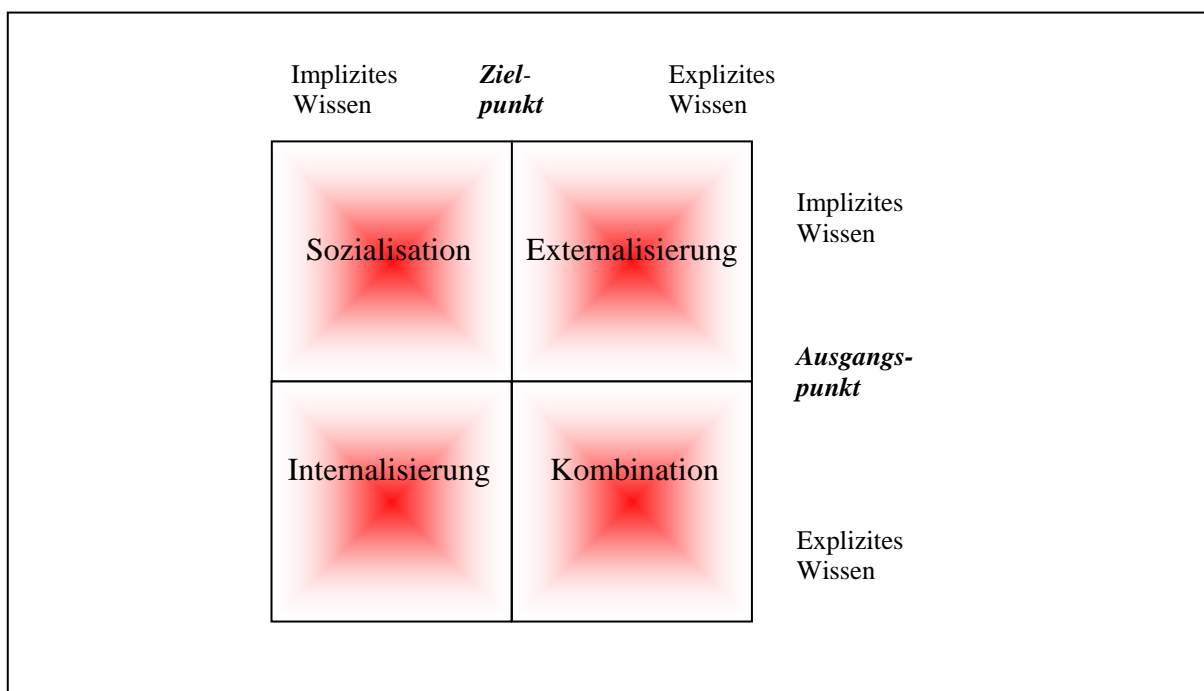 Implizites Wissen
Ziel-
punkt
Explizites Wissen
Sozialisation
Externalisierung
Implizites Wissen
Ausgangs-
punkt
Internalisierung
Kombination
Explizites Wissen